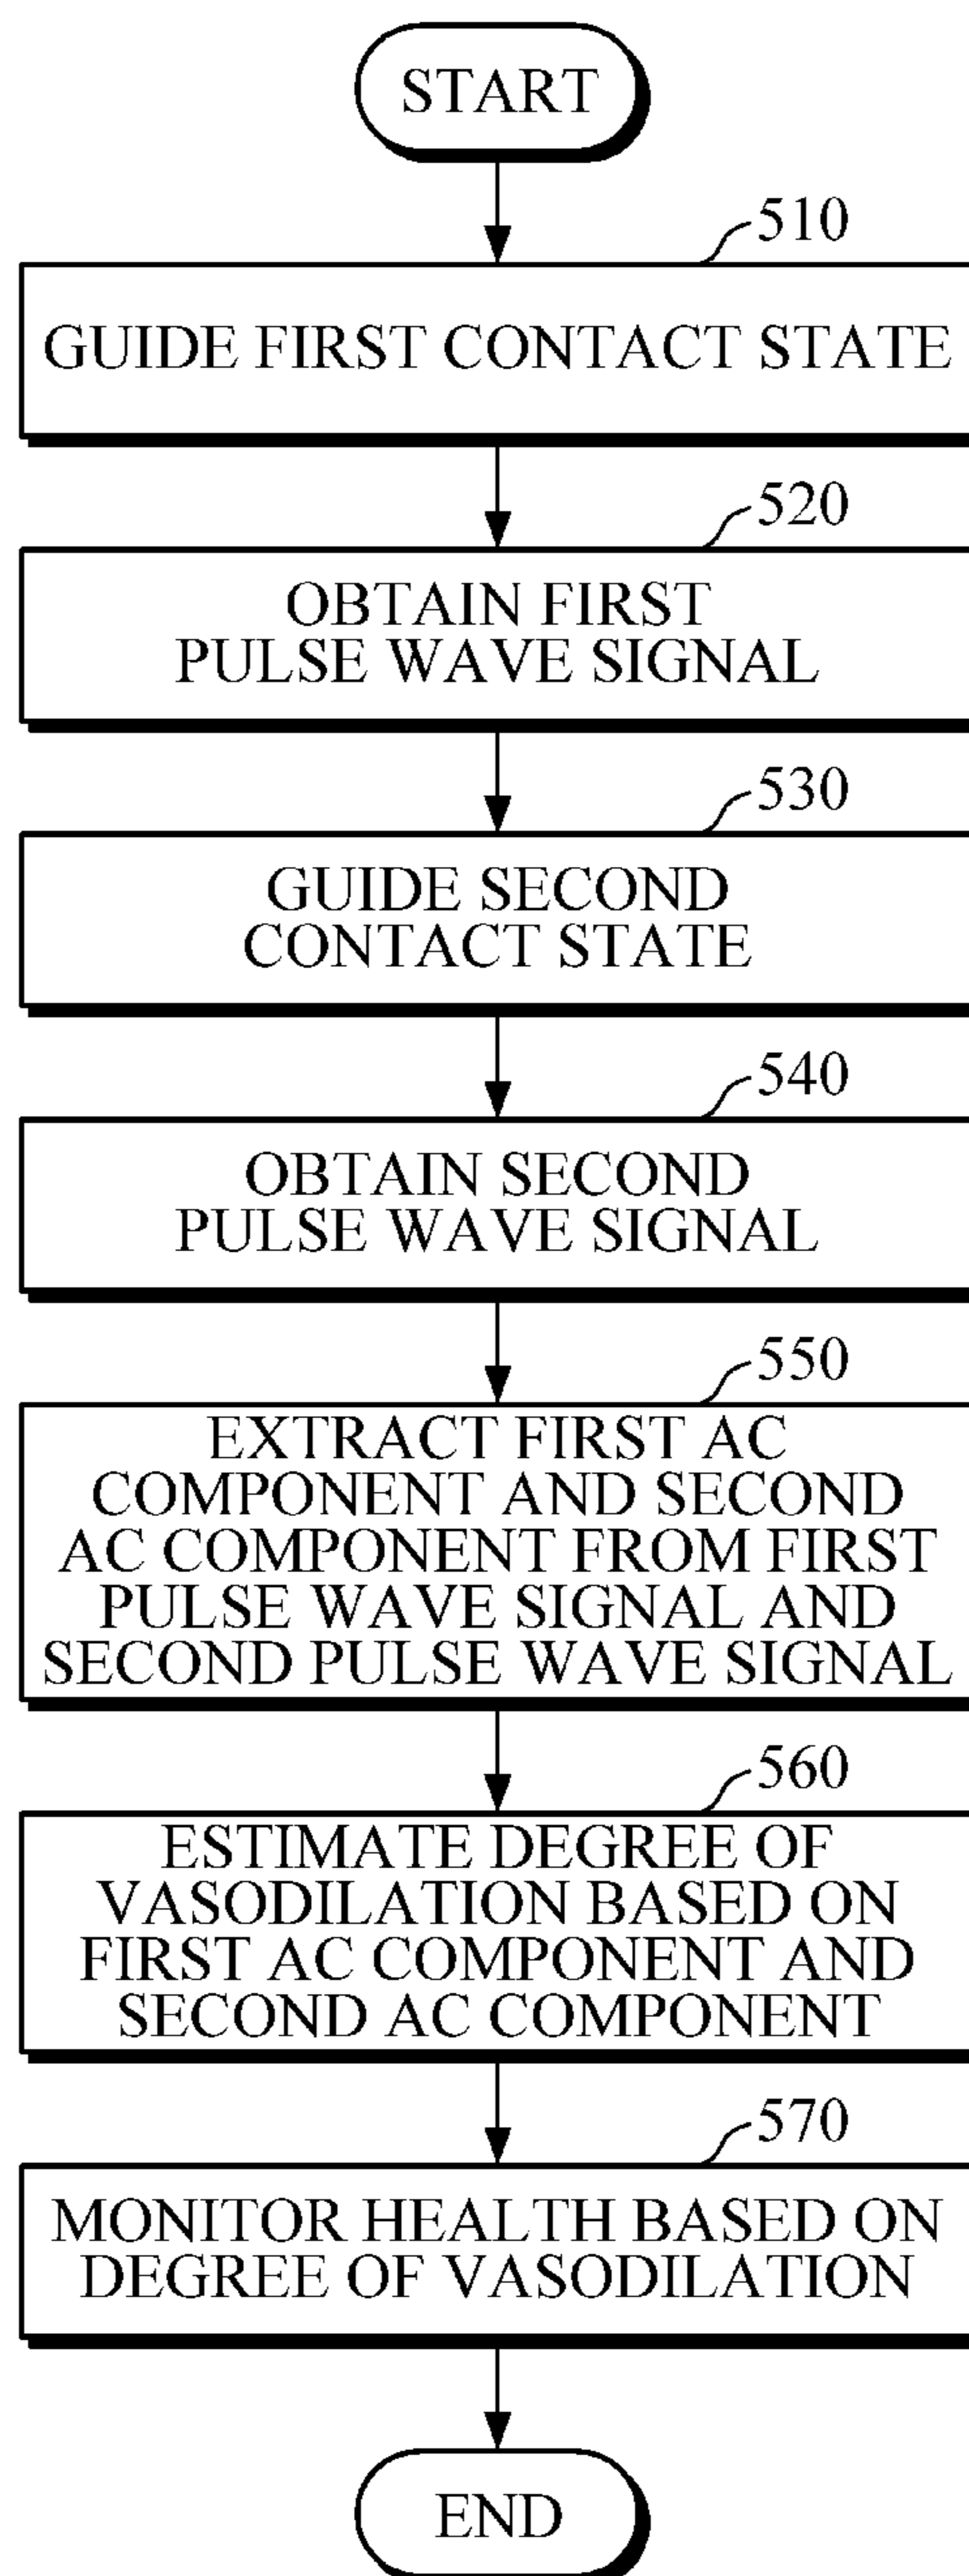 START
510
GUIDE FIRST CONTACT STATE
520
OBTAIN FIRST
PULSE WAVE SIGNAL
530
GUIDE SECOND
CONTACT STATE
540
OBTAIN SECOND
PULSE WAVE SIGNAL
550
EXTRACT FIRST AC
COMPONENT AND SECOND
AC COMPONENT FROM FIRST
PULSE WAVE SIGNAL AND
SECOND PULSE WAVE SIGNAL
560
ESTIMATE DEGREE OF
VASODILATION BASED ON
FIRST AC COMPONENT AND
SECOND AC COMPONENT
570
MONITOR HEALTH BASED ON
DEGREE OF VASODILATION
END